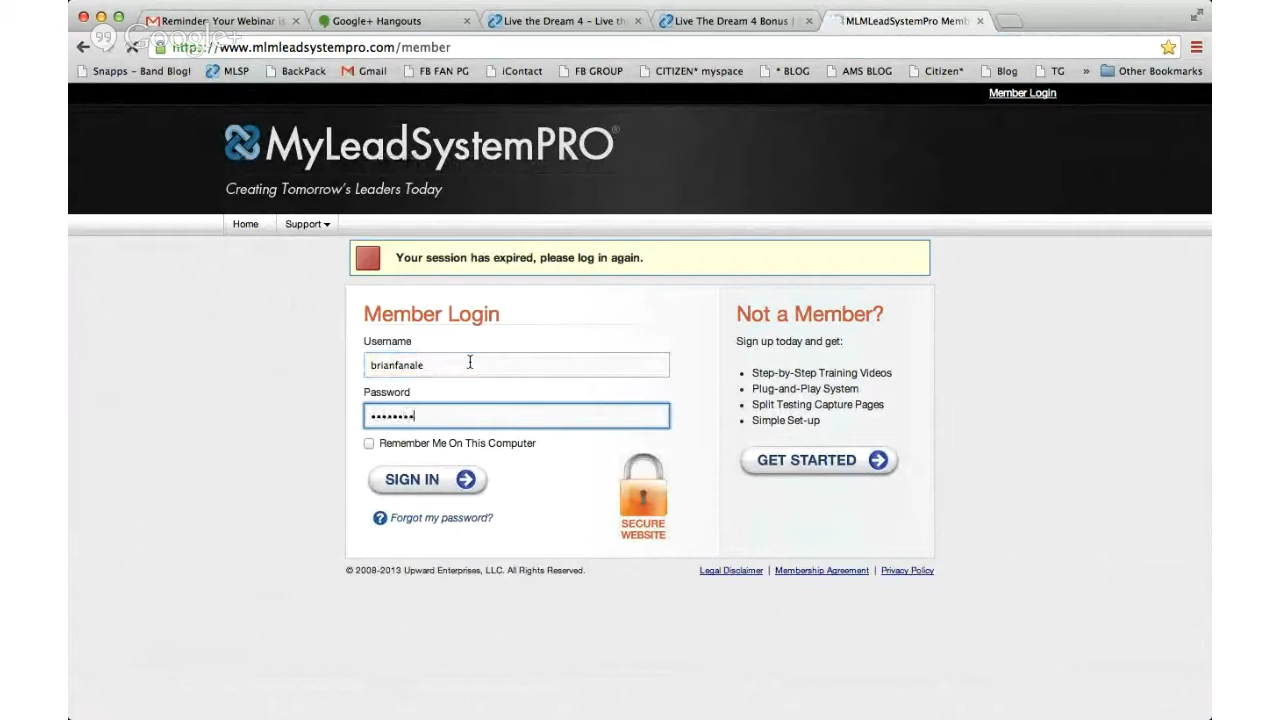 Reminder: Your Webinar is
Google+ Hangouts
Live the Dream 4 - Live the
Live The Dream 4 Bonus |
MLMLeadSystemPro Memb
Google+
https://www.mlmleadsystempro.com/member
Snapps - Band Blog!
MLSP
BackPack
Gmail
FB FAN PG
iContact
FB GROUP
CITIZEN* myspace
* BLOG
AMS BLOG
Citizen*
Blog
TG
»
Other Bookmarks
Member Login
MyLeadSystemPRO®
Creating Tomorrow's Leaders Today
Home
Support
Your session has expired, please log in again.
Member Login
Username
brianfanale
Password
••••••••
Remember Me On This Computer
SIGN IN
? Forgot my password?
SECURE
WEBSITE
Not a Member?
Sign up today and get:
• Step-by-Step Training Videos
• Plug-and-Play System
• Split Testing Capture Pages
• Simple Set-up
GET STARTED
© 2008-2013 Upward Enterprises, LLC. All Rights Reserved.
Legal Disclaimer | Membership Agreement | Privacy Policy